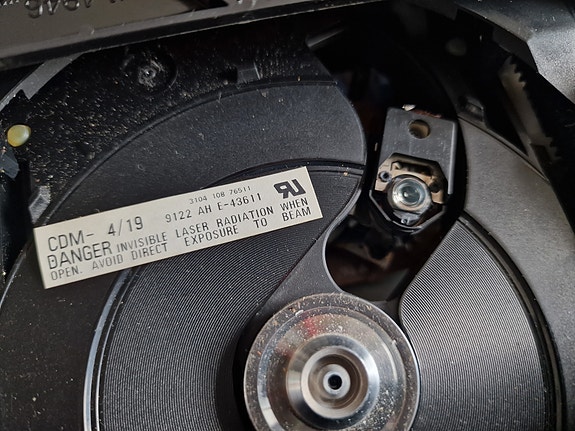 3104 108 76511
CDM- 4/19 9122 AH E-43611
DANGER INVISIBLE LASER RADIATION WHEN
OPEN. AVOID DIRECT EXPOSURE TO BEAM